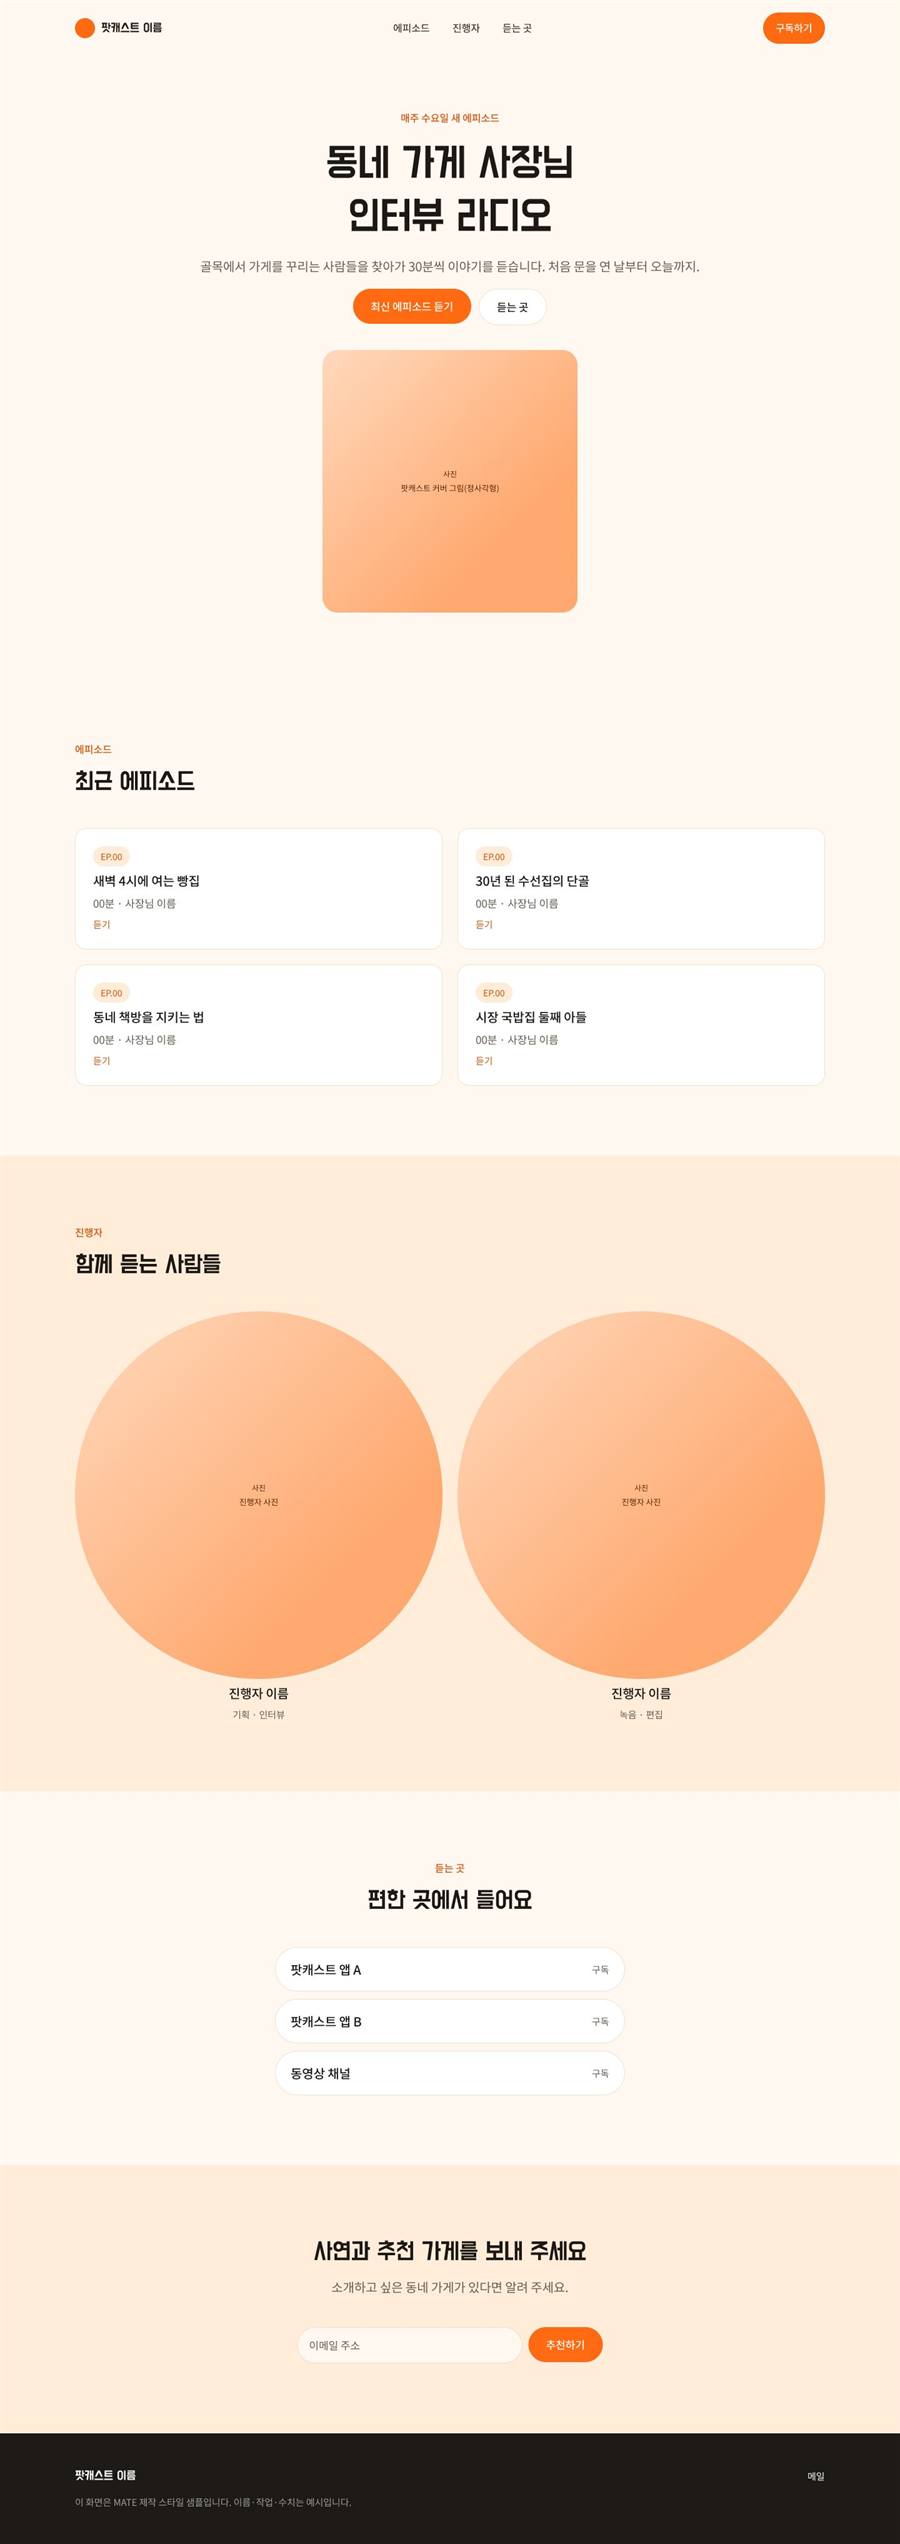 팟캐스트 이름
에피소드
진행자
듣는 곳
구독하기
매주 수요일 새 에피소드
동네 가게 사장님
인터뷰 라디오
골목에서 가게를 꾸리는 사람들을 찾아가 30분씩 이야기를 듣습니다. 처음 문을 연 날부터 오늘까지.
최신 에피소드 듣기
듣는 곳
사진
팟캐스트 커버 그림(정사각형)
에피소드
최근 에피소드
EP.00
새벽 4시에 여는 빵집
00분 · 사장님 이름
듣기
EP.00
30년 된 수선집의 단골
00분 · 사장님 이름
듣기
EP.00
동네 책방을 지키는 법
00분 · 사장님 이름
듣기
EP.00
시장 국밥집 둘째 아들
00분 · 사장님 이름
듣기
진행자
함께 듣는 사람들
사진
진행자 사진
진행자 이름
기획 · 인터뷰
사진
진행자 사진
진행자 이름
녹음 · 편집
듣는 곳
편한 곳에서 들어요
팟캐스트 앱 A
구독
팟캐스트 앱 B
구독
동영상 채널
구독
사연과 추천 가게를 보내 주세요
소개하고 싶은 동네 가게가 있다면 알려 주세요.
이메일 주소
추천하기
팟캐스트 이름
메일
이 화면은 MATE 제작 스타일 샘플입니다. 이름·작업·수치는 예시입니다.